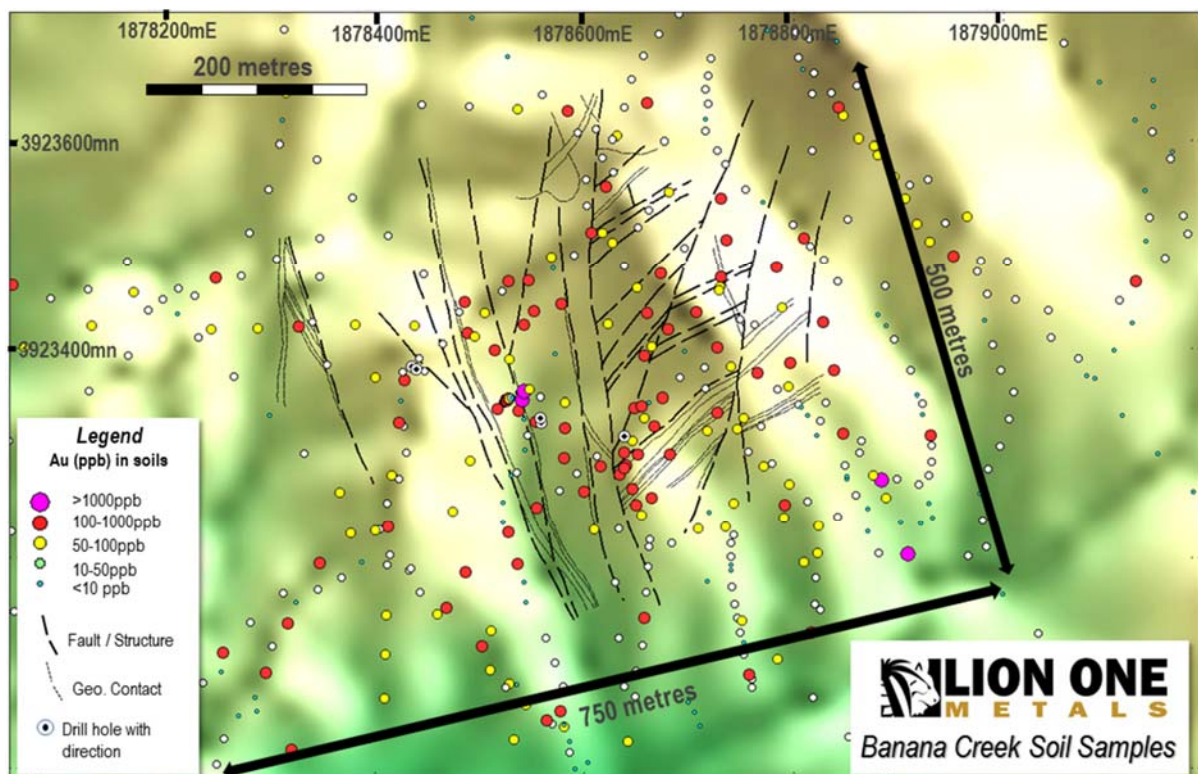 1878200mE
1878400mE
1878600mE
1878800mE
1879000mE
200 metres
3923600mn
3923400mn
500 metres
750 metres
Legend
Au (ppb) in soils
>1000ppb
100-1000ppb
50-100ppb
10-50ppb
<10 ppb
Fault / Structure
Geo. Contact
Drill hole with
direction
LION ONE
METALS
Banana Creek Soil Samples